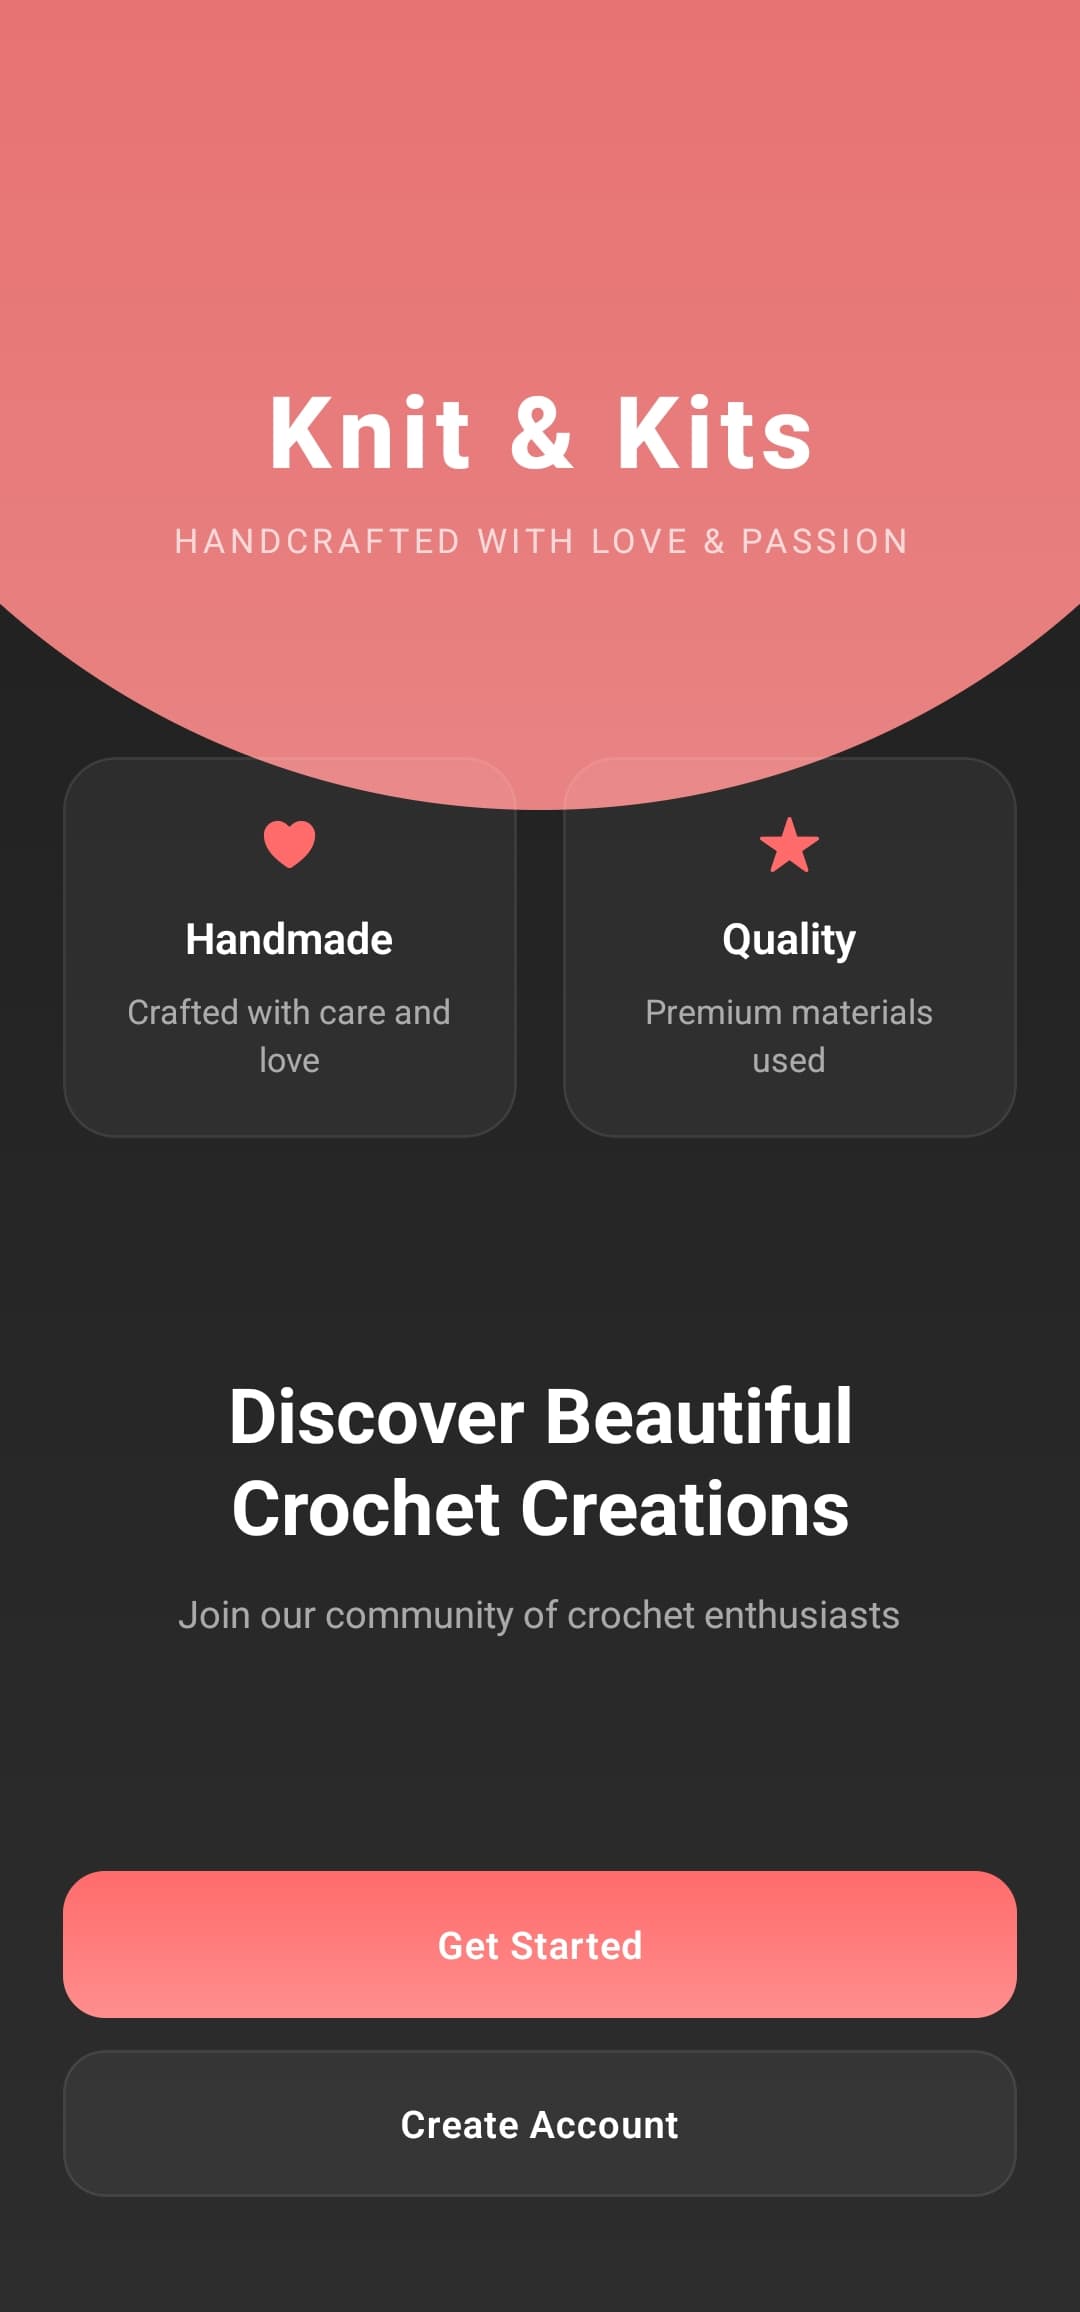 Knit & Kits
HANDCRAFTED WITH LOVE & PASSION
Handmade
Crafted with care and
love
Quality
Premium materials
used
Discover Beautiful
Crochet Creations
Join our community of crochet enthusiasts
Get Started
Create Account